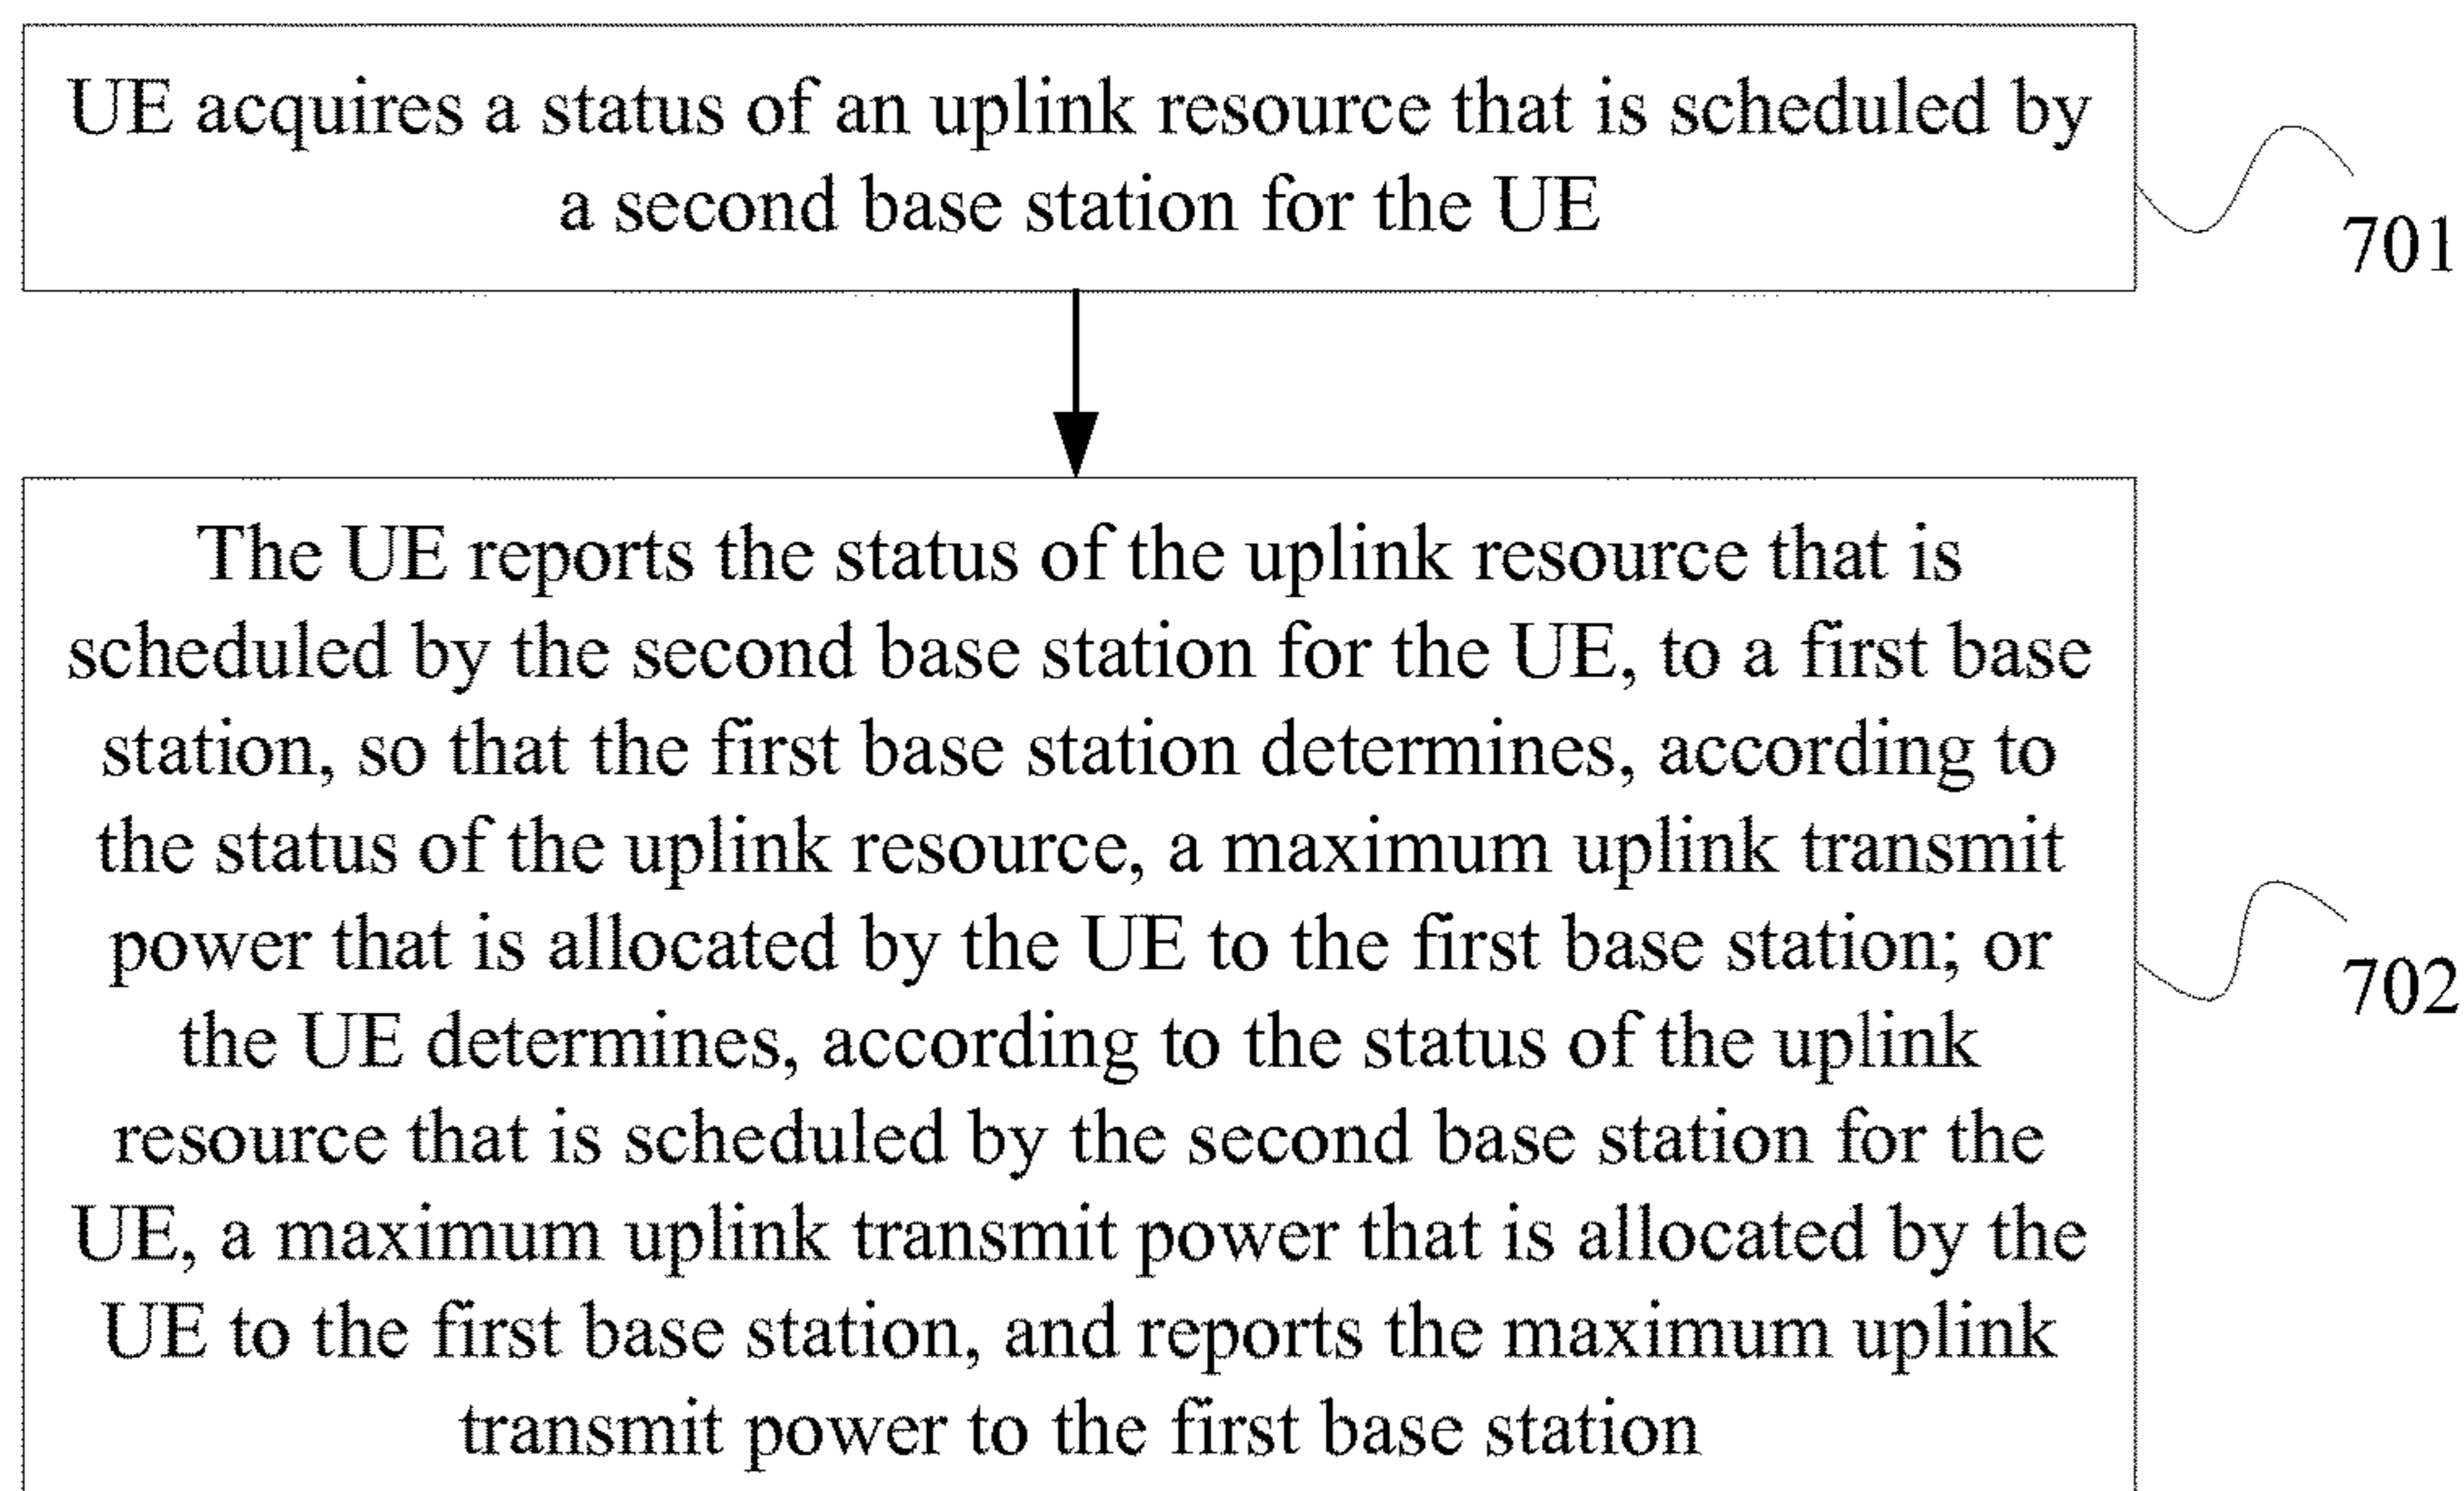 UE acquires a status of an uplink resource that is scheduled by
a second base station for the UE
701
The UE reports the status of the uplink resource that is
scheduled by the second base station for the UE, to a first base
station, so that the first base station determines, according to
the status of the uplink resource, a maximum uplink transmit
power that is allocated by the UE to the first base station; or
the UE determines, according to the status of the uplink
resource that is scheduled by the second base station for the
UE, a maximum uplink transmit power that is allocated by the
UE to the first base station, and reports the maximum uplink
transmit power to the first base station
702